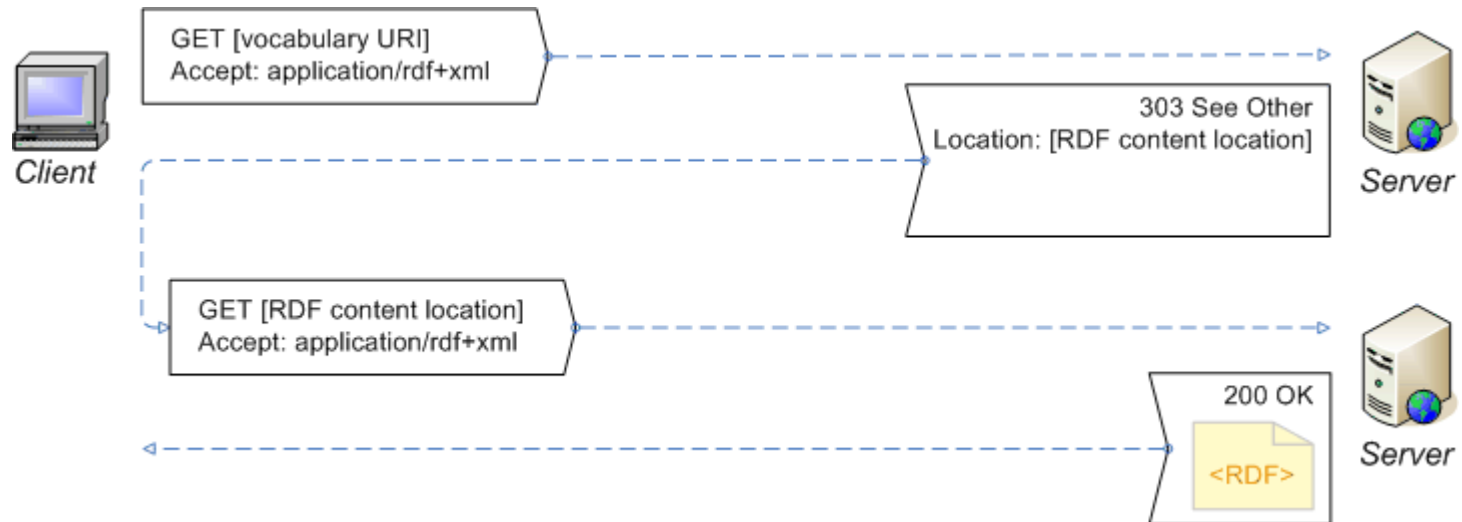 GET [vocabulary URI]
Accept: application/rdf+xml
Client
303 See Other
Location: [RDF content location]
Server
GET [RDF content location]
Accept: application/rdf+xml
200 OK
<RDF>
Server